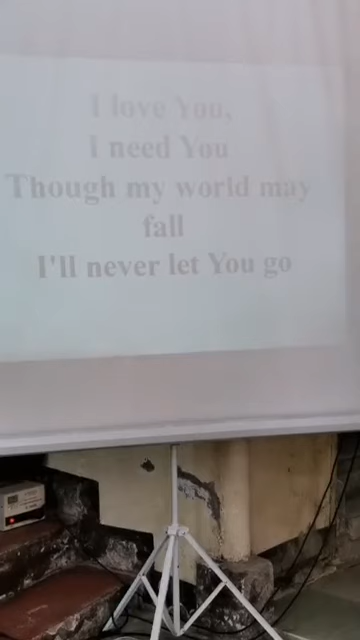 I love You,
I need You
Though my world may
fall
I'll never let You go